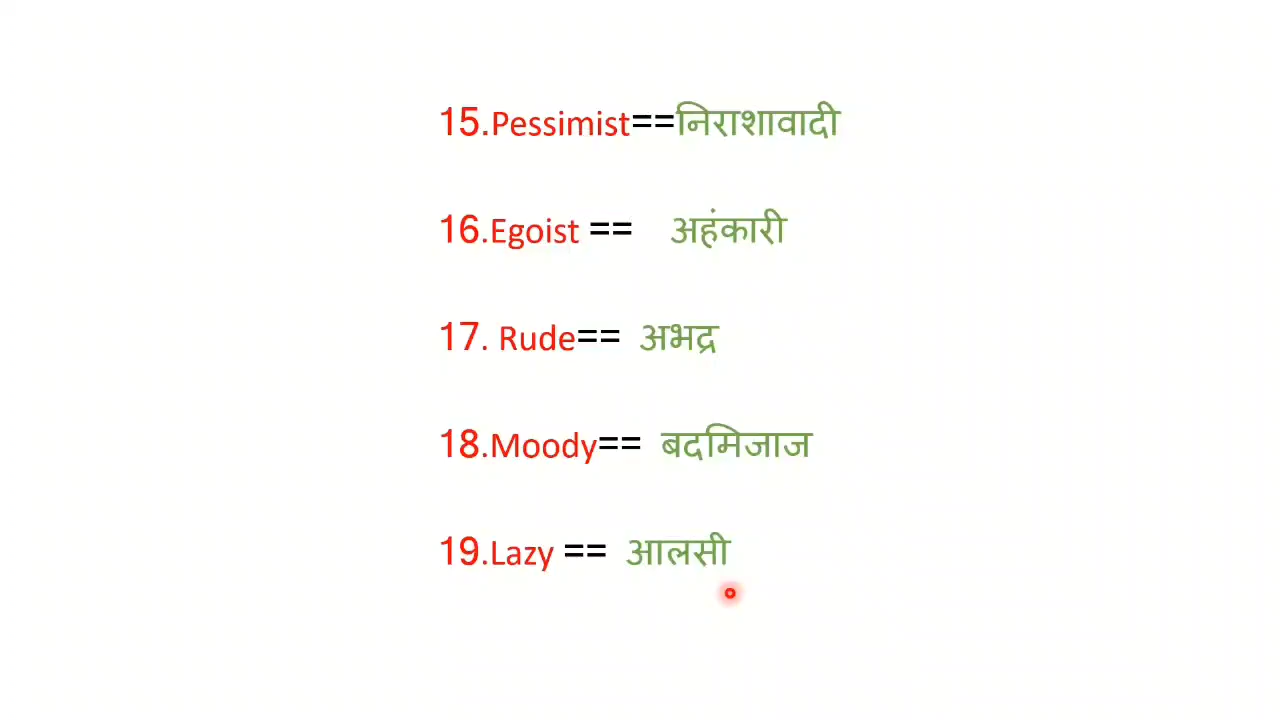 15.Pessimist==निराशावादी
16.Egoist == अहंकारी
17. Rude== अभद्र
18.Moody== बदमिजाज
19.Lazy == आलसी